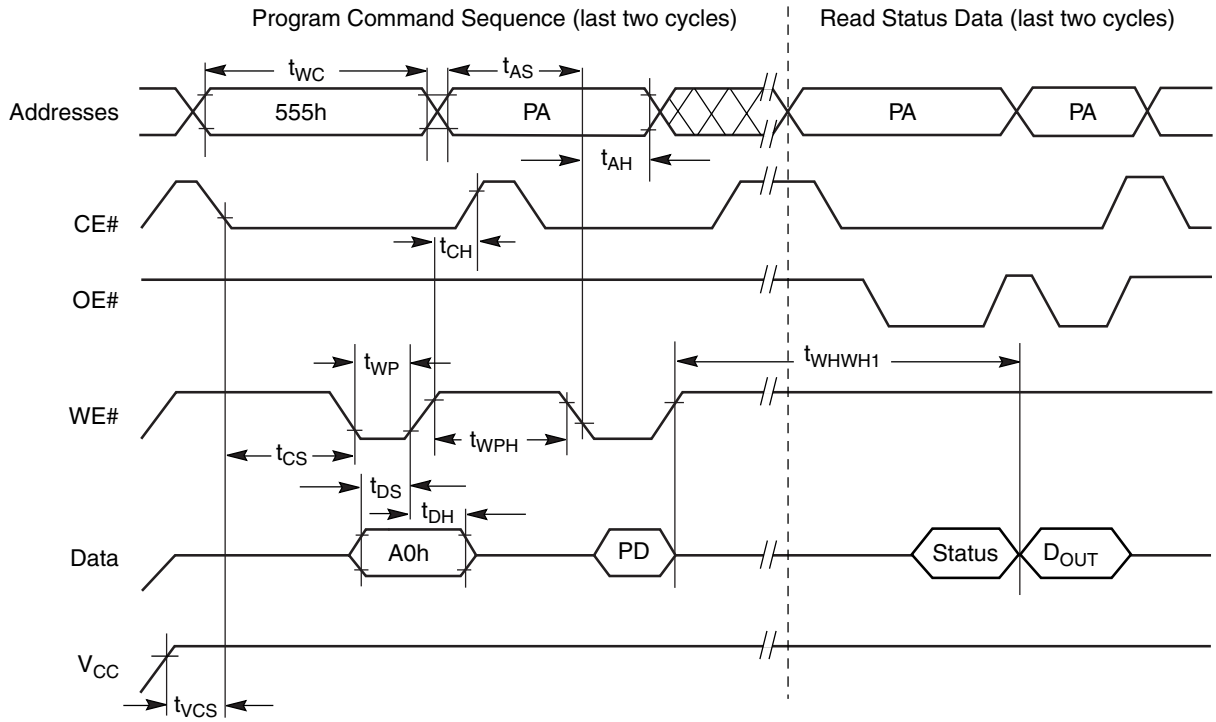 Program Command Sequence (last two cycles)
Read Status Data (last two cycles)
tWC
tAS
Addresses
555h
PA
PA
PA
tAH
CE#
tCH
OE#
tWP
tWHWH1
WE#
tCS
tWPH
tDS
tDH
Data
A0h
PD
Status
DOUT
VCC
tVCS